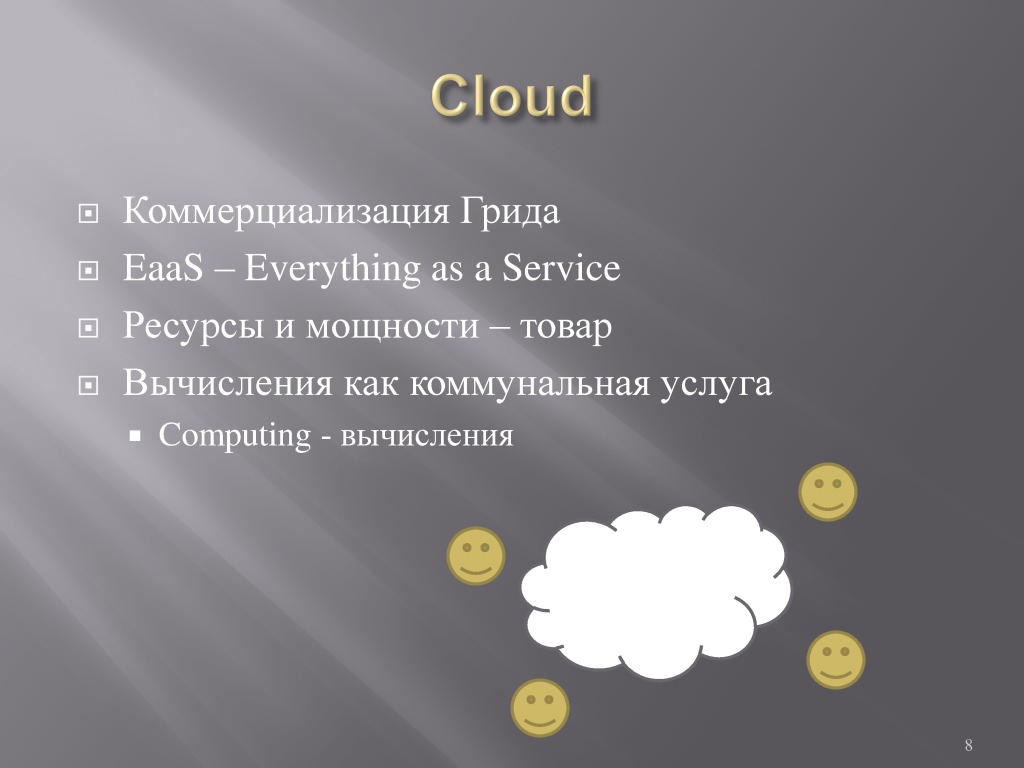 Cloud
Коммерциализация Грида
EaaS – Everything as a Service
Ресурсы и мощности – товар
Вычисления как коммунальная услуга
Computing - вычисления
8